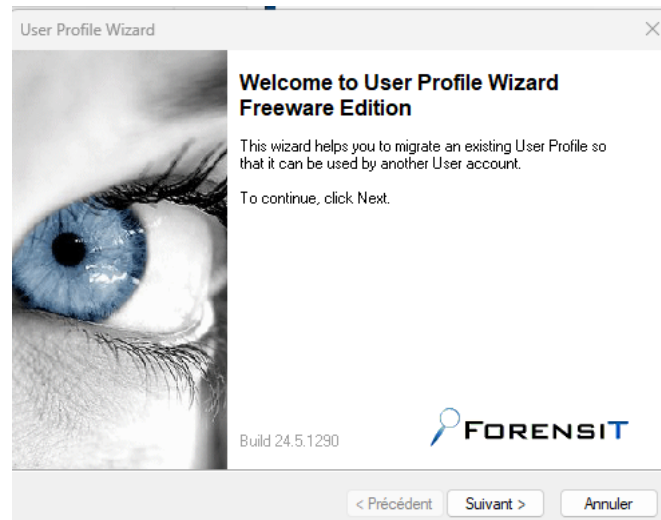 User Profile Wizard
Welcome to User Profile Wizard
Freeware Edition
This wizard helps you to migrate an existing User Profile so
that it can be used by another User account.
To continue, click Next.
Build 24.5.1290
FORENSIT
< Précédent
Suivant >
Annuler